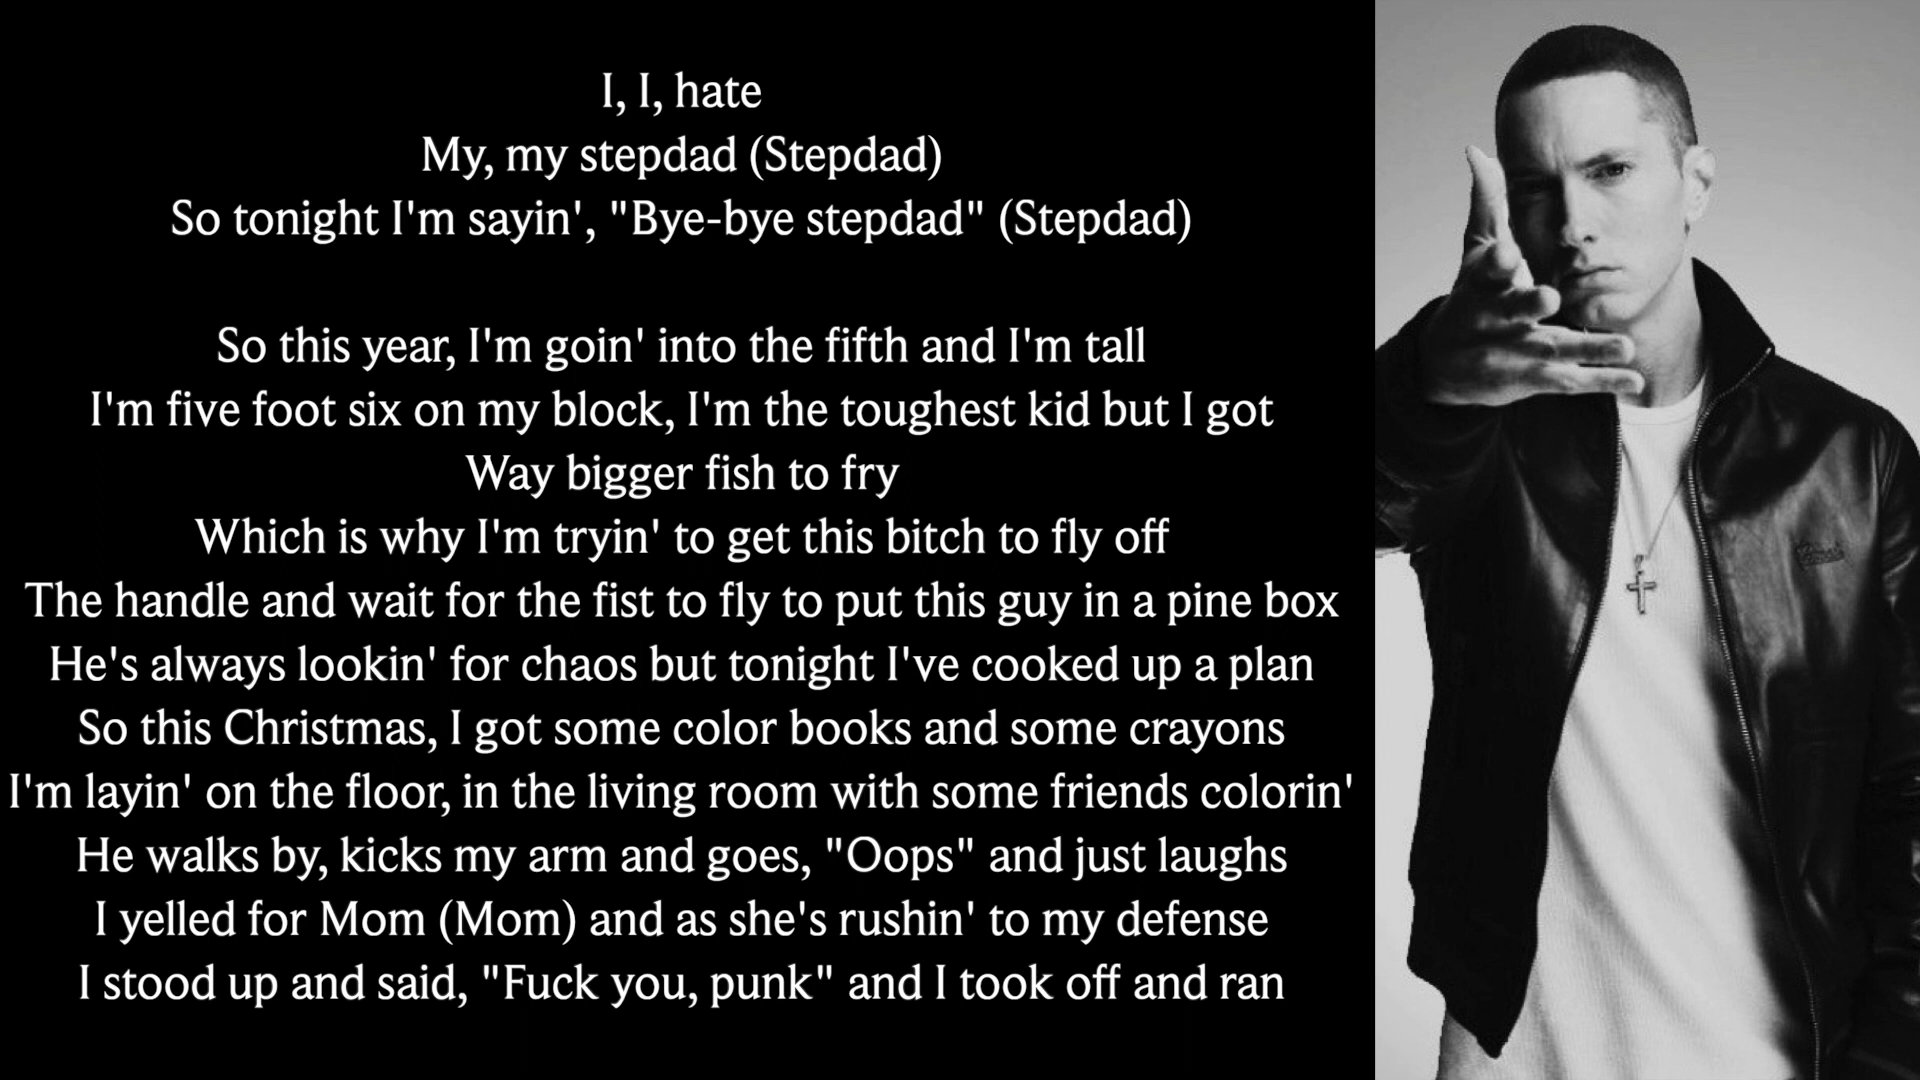 I, I, hate
My, my stepdad (Stepdad)
So tonight I'm sayin', "Bye-bye stepdad" (Stepdad)
So this year, I'm goin' into the fifth and I'm tall
I'm five foot six on my block, I'm the toughest kid but I got
Way bigger fish to fry
Which is why I'm tryin' to get this bitch to fly off
The handle and wait for the fist to fly to put this guy in a pine box
He's always lookin' for chaos but tonight I've cooked up a plan
So this Christmas, I got some color books and some crayons
I'm layin' on the floor, in the living room with some friends colorin'
He walks by, kicks my arm and goes, "Oops" and just laughs
I yelled for Mom (Mom) and as she's rushin' to my defense
I stood up and said, "Fuck you, punk" and I took off and ran